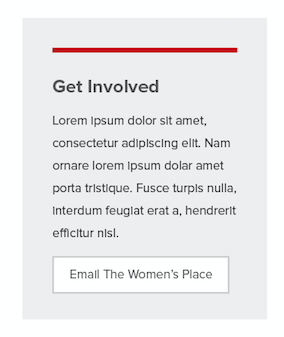 Get Involved
Lorem ipsum dolor sit amet,
consectetur adipiscing elit. Nam
ornare lorem ipsum dolar amet
porta tristique. Fusce turpis nulla,
interdum feugiat erat a, hendrerit
efficitur nisl.
Email The Women’s Place